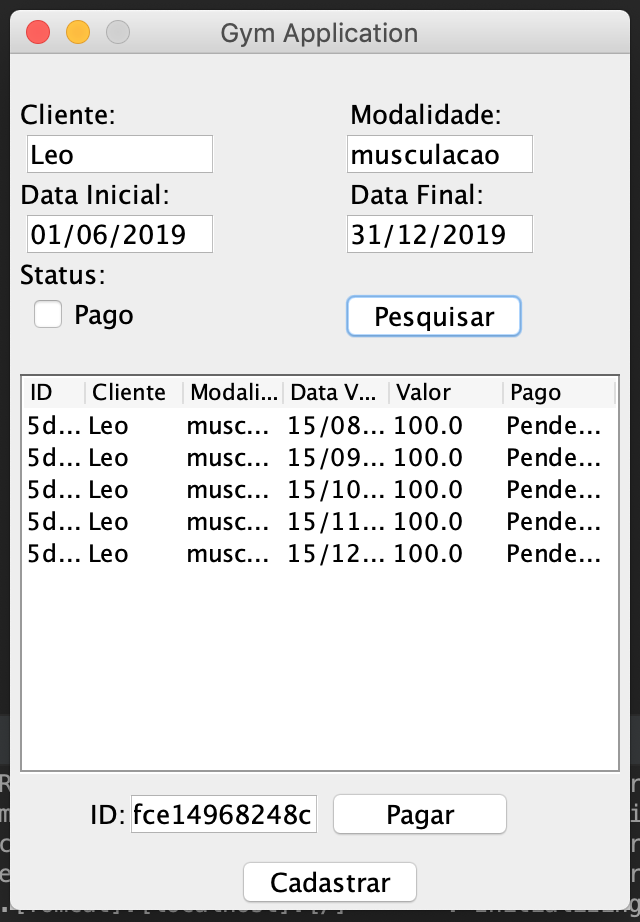 Gym Application
Cliente: Modalidade:
Leo musculacao
Data Inicial: Data Final:
01/06/2019 31/12/2019
Status:
Pago Pesquisar
ID Cliente Modali... Data V... Valor Pago
5d... Leo musc... 15/08... 100.0 Pende...
5d... Leo musc... 15/09... 100.0 Pende...
5d... Leo musc... 15/10... 100.0 Pende...
5d... Leo musc... 15/11... 100.0 Pende...
5d... Leo musc... 15/12... 100.0 Pende...
ID: fce14968248c Pagar
Cadastrar